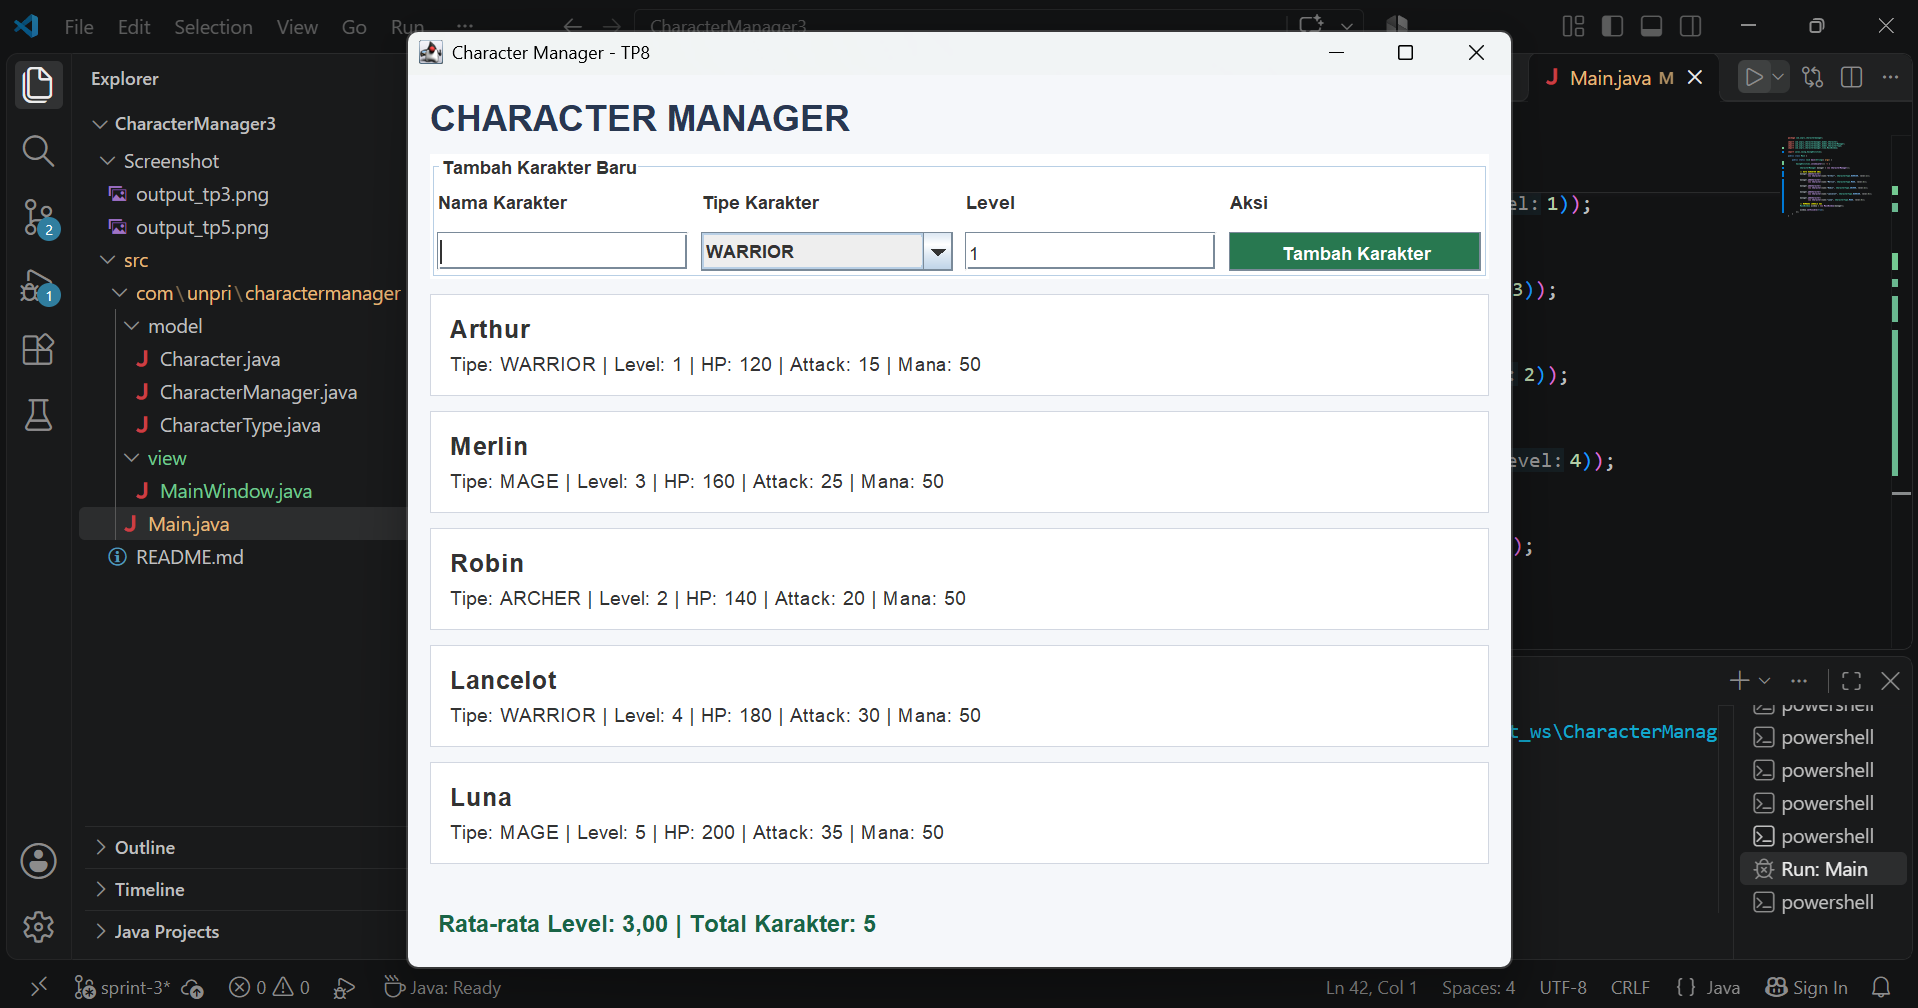 File Edit Selection View Go Run ··· CharacterManager3
Explorer
CharacterManager3
Screenshot
output_tp3.png
output_tp5.png
src
com\unpri\charactermanager
model
Character.java
CharacterManager.java
CharacterType.java
view
MainWindow.java
Main.java
README.md
Outline
Timeline
Java Projects
2
1
Character Manager - TP8
CHARACTER MANAGER
Tambah Karakter Baru
Nama Karakter Tipe Karakter Level Aksi
WARRIOR 1 Tambah Karakter
Arthur
Tipe: WARRIOR | Level: 1 | HP: 120 | Attack: 15 | Mana: 50
Merlin
Tipe: MAGE | Level: 3 | HP: 160 | Attack: 25 | Mana: 50
Robin
Tipe: ARCHER | Level: 2 | HP: 140 | Attack: 20 | Mana: 50
Lancelot
Tipe: WARRIOR | Level: 4 | HP: 180 | Attack: 30 | Mana: 50
Luna
Tipe: MAGE | Level: 5 | HP: 200 | Attack: 35 | Mana: 50
Rata-rata Level: 3,00 | Total Karakter: 5
Main.java M
el: 1));
3));
: 2));
evel: 4));
);
t_ws\CharacterManag
powershell
powershell
powershell
powershell
powershell
Run: Main
powershell
sprint-3* 0 0 Java: Ready Ln 42, Col 1 Spaces: 4 UTF-8 CRLF { } Java Sign In